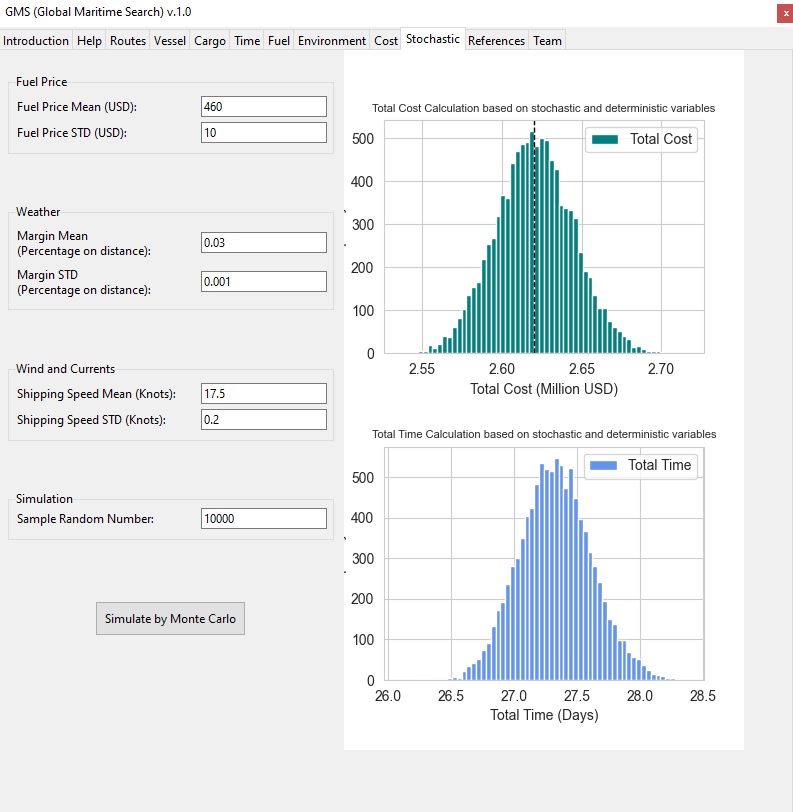 GMS (Global Maritime Search) v.1.0
x
Introduction Help Routes Vessel Cargo Time Fuel Environment Cost Stochastic References Team
Fuel Price
Fuel Price Mean (USD): 460
Fuel Price STD (USD): 10
Weather
Margin Mean
(Percentage on distance): 0.03
Margin STD
(Percentage on distance): 0.001
Wind and Currents
Shipping Speed Mean (Knots): 17.5
Shipping Speed STD (Knots): 0.2
Simulation
Sample Random Number: 10000
Simulate by Monte Carlo
Total Cost Calculation based on stochastic and deterministic variables
Total Cost
500
400
300
200
100
0
2.55 2.60 2.65 2.70
Total Cost (Million USD)
Total Time Calculation based on stochastic and deterministic variables
Total Time
500
400
300
200
100
0
26.0 26.5 27.0 27.5 28.0 28.5
Total Time (Days)